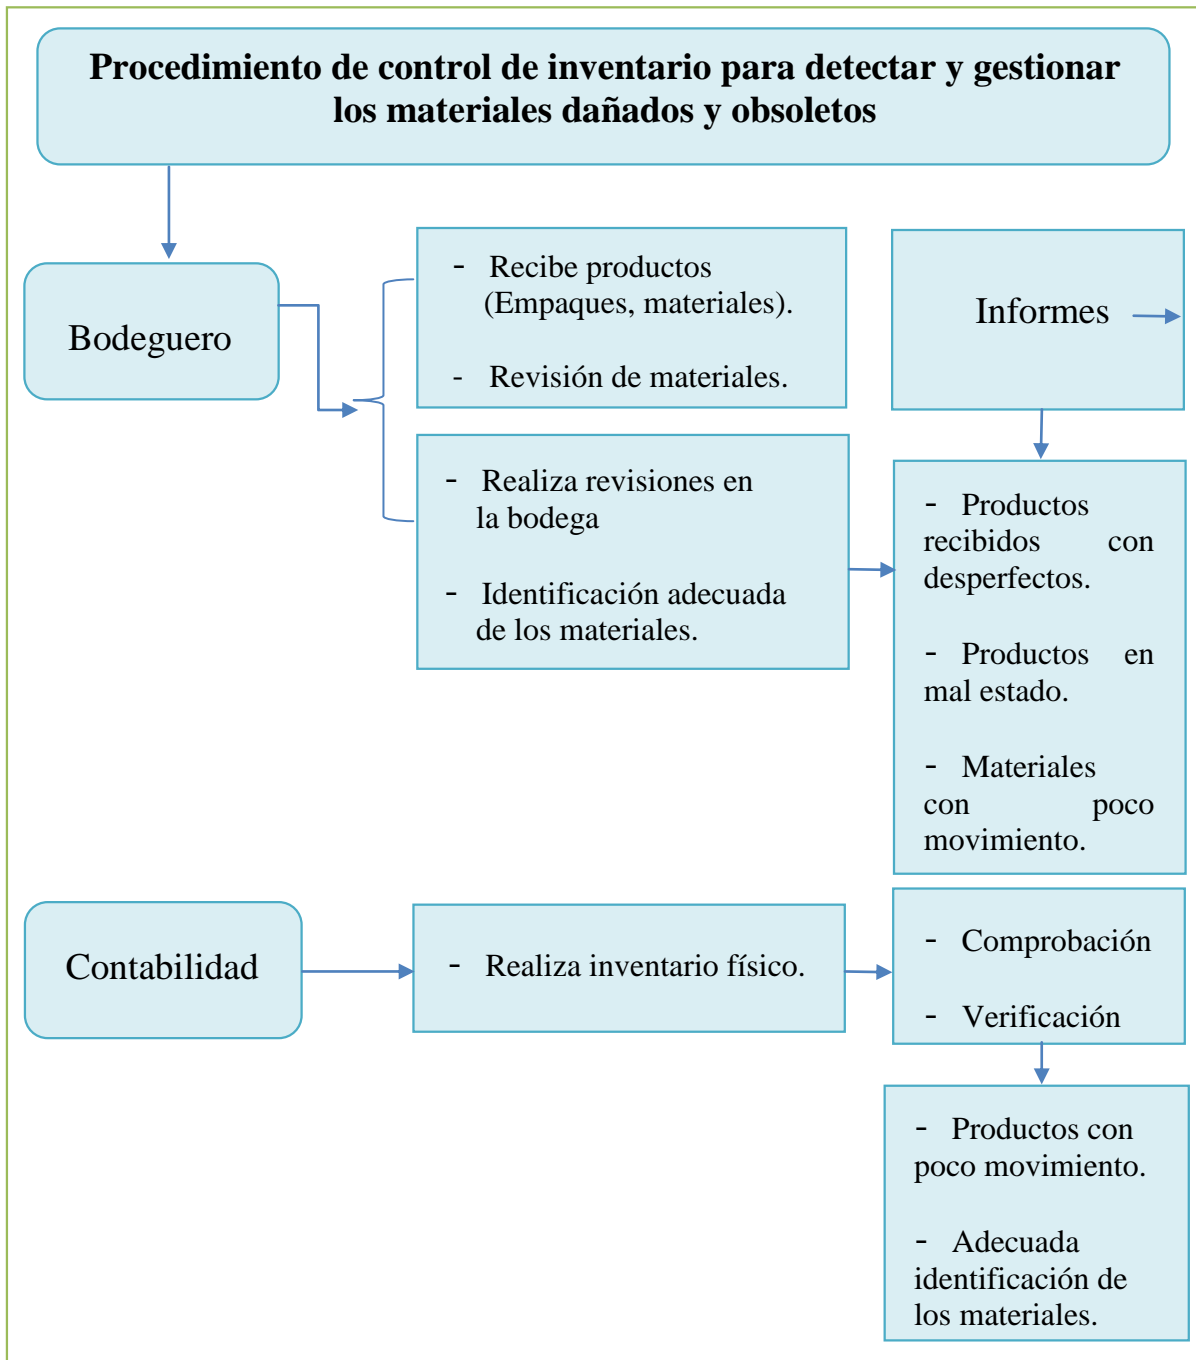 Procedimiento de control de inventario para detectar y gestionar
los materiales dañados y obsoletos
Bodeguero
- Recibe productos
(Empaques, materiales).
- Revisión de materiales.
Informes
- Realiza revisiones en
la bodega
- Identificación adecuada
de los materiales.
- Productos
recibidos con
desperfectos.
- Productos en
mal estado.
- Materiales
con poco
movimiento.
Contabilidad
- Realiza inventario físico.
- Comprobación
- Verificación
- Productos con
poco movimiento.
- Adecuada
identificación de
los materiales.